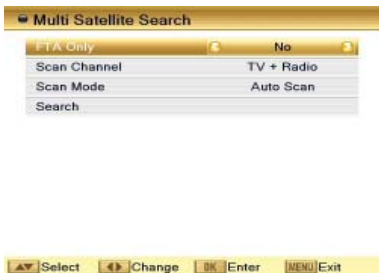 Multi Satellite Search
FTA Only No
Scan Channel TV + Radio
Scan Mode Auto Scan
Search
Select Change OK Enter MENU Exit